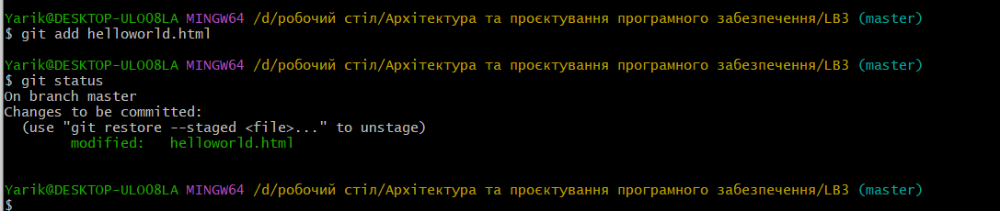 Yarik@DESKTOP-ULOO8LA MINGW64 /d/робочий стіл/Архітектура та проєктування програмного забезпечення/LB3 (master)
$ git add helloworld.html
Yarik@DESKTOP-ULOO8LA MINGW64 /d/робочий стіл/Архітектура та проєктування програмного забезпечення/LB3 (master)
$ git status
On branch master
Changes to be committed:
  (use "git restore --staged <file>..." to unstage)
        modified:   helloworld.html
Yarik@DESKTOP-ULOO8LA MINGW64 /d/робочий стіл/Архітектура та проєктування програмного забезпечення/LB3 (master)
$